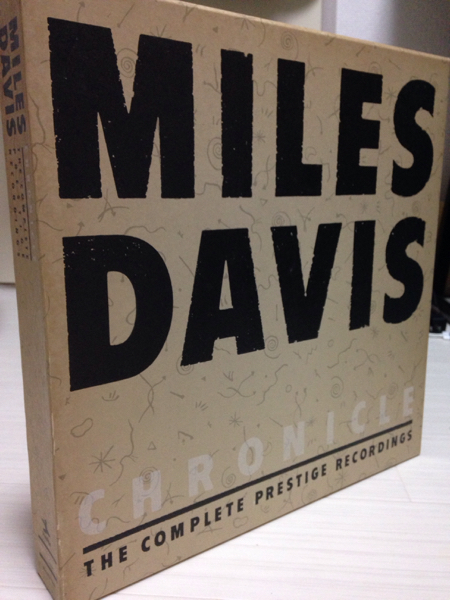 MILES
DAVIS
CHRONICLE
THE COMPLETE PRESTIGE RECORDINGS
MILES
DAVIS